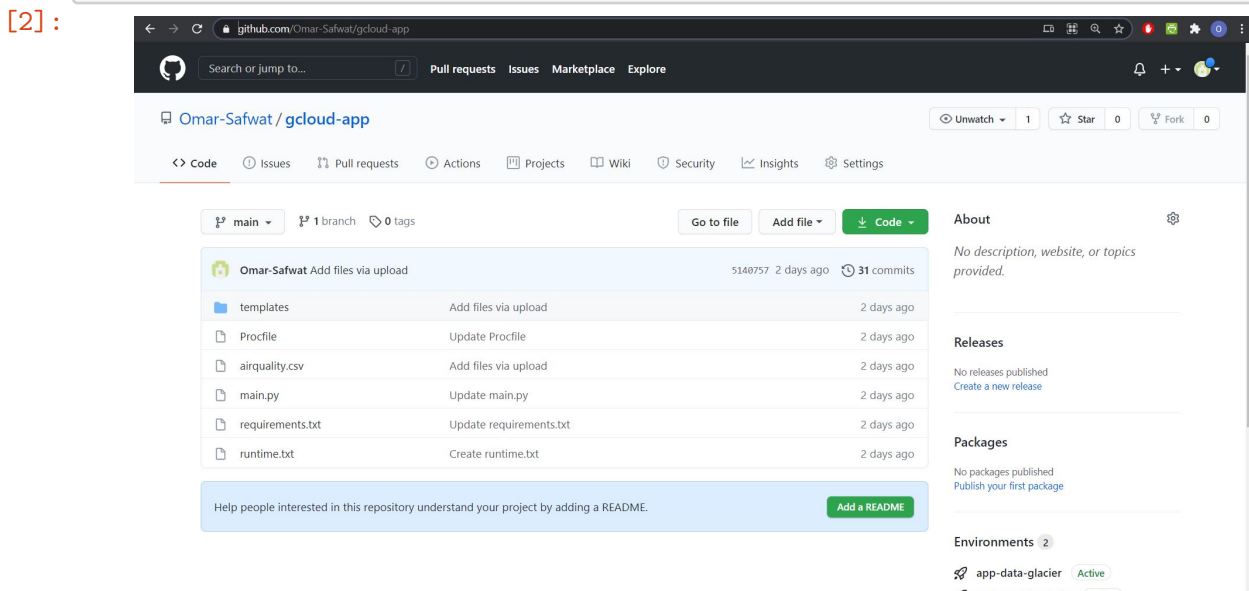 [2]:
github.com/Omar-Safwat/gcloud-app
Search or jump to... / Pull requests Issues Marketplace Explore
Omar-Safwat / gcloud-app
Unwatch 1 Star 0 Fork 0
Code Issues Pull requests Actions Projects Wiki Security Insights Settings
main 1 branch 0 tags Go to file Add file Code
Omar-Safwat Add files via upload 5140757 2 days ago 31 commits
templates Add files via upload 2 days ago
Procfile Update Procfile 2 days ago
airquality.csv Add files via upload 2 days ago
main.py Update main.py 2 days ago
requirements.txt Update requirements.txt 2 days ago
runtime.txt Create runtime.txt 2 days ago
Help people interested in this repository understand your project by adding a README. Add a README
About
No description, website, or topics
provided.
Releases
No releases published
Create a new release
Packages
No packages published
Publish your first package
Environments 2
app-data-glacier Active